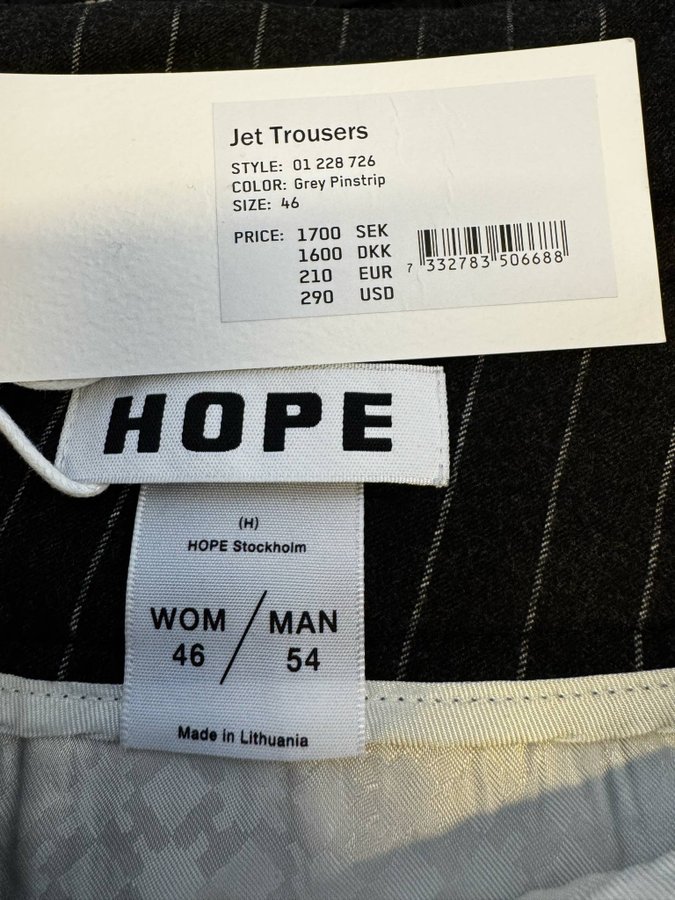 Jet Trousers
STYLE: 01 228 726
COLOR: Grey Pinstrip
SIZE: 46
PRICE: 1700 SEK
1600 DKK
210 EUR
290 USD
7 332783 506688
HOPE
(H)
HOPE Stockholm
WOM / MAN
46 54
Made in Lithuania